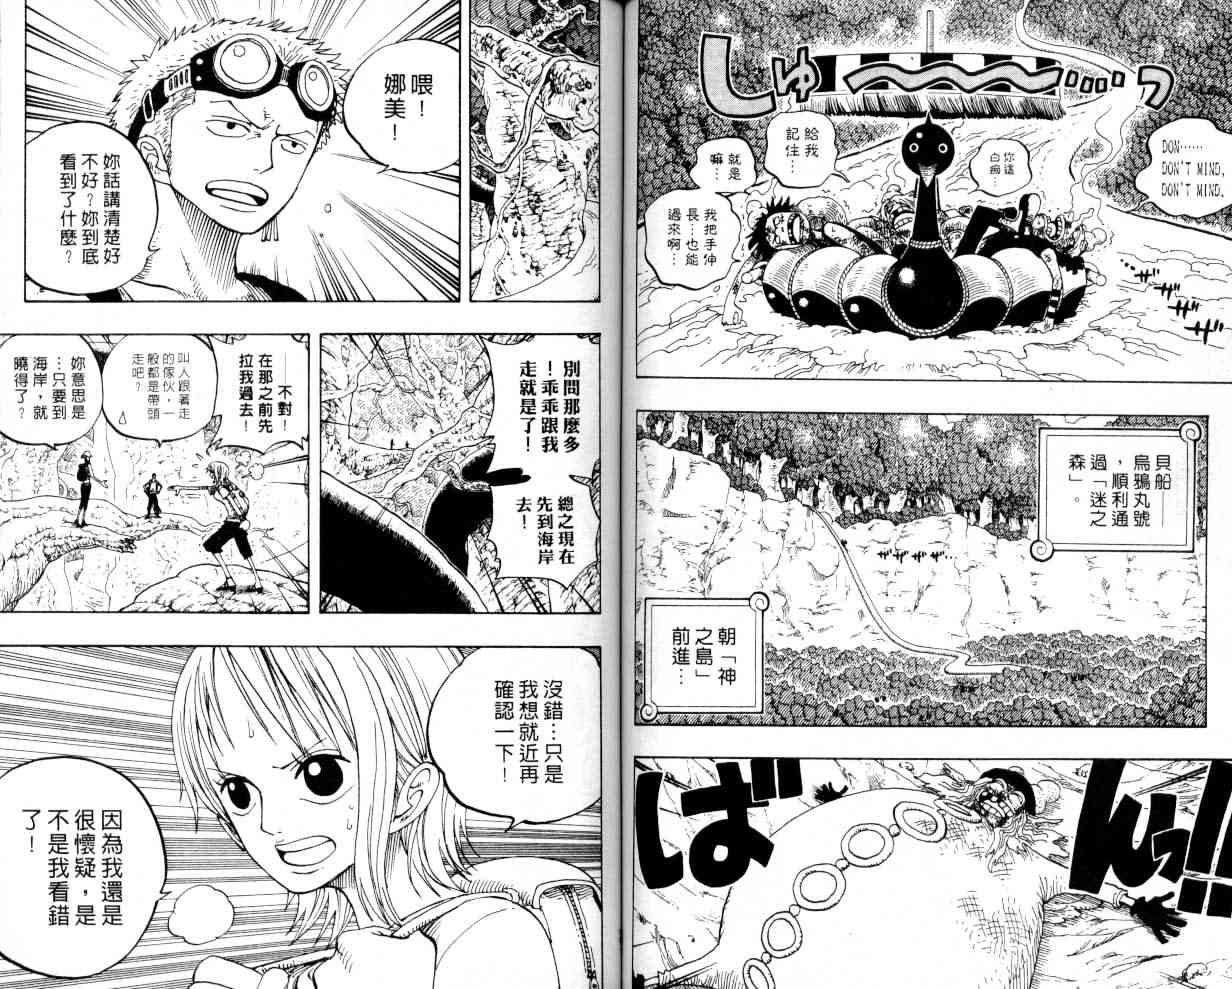 しゅ〜〜〜…っ
DON……
DON'T MIND,
DON'T MIND.
你這
白痴…
給我
記住…
就是
嘛…
我把手伸
長…也能
過來啊…
ザザザ…
貝船
烏鴉丸號——
，順利通
過「迷之
森」。
ザザザ…
朝「神
之島」
前進…
ばんっ!!!
喂！
娜美！
妳話講清楚好
不好？妳到底
看到了什麼？
別問那麼多
！乖乖跟我
走就是了！
總之現在
先到海岸
去！
——不對！
在那之前先
拉我過去！
叫人跟著走
的傢伙，一
般都是帶頭
走吧？
妳意思是
…只要到
海岸，就
曉得了？
沒錯…只是
我想就近再
確認一下！
因為我還是
很懷疑，是
不是我看錯
了！